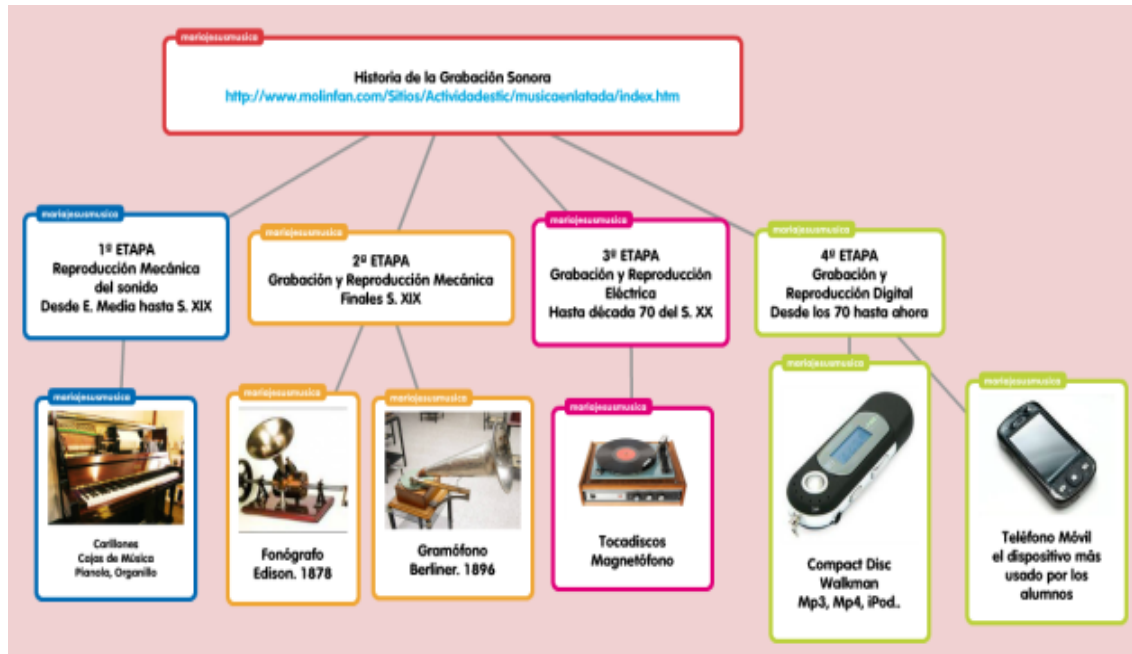 mariajesusmusica
Historia de la Grabación Sonora
http://www.molinfan.com/Sitios/Actividadestic/musicaenlatada/index.htm
mariajesusmusica
1º ETAPA
Reproducción Mecánica
del sonido
Desde E. Media hasta S. XIX
mariajesusmusica
2º ETAPA
Grabación y Reproducción Mecánica
Finales S. XIX
mariajesusmusica
3º ETAPA
Grabación y Reproducción
Eléctrica
Hasta década 70 del S. XX
mariajesusmusica
4º ETAPA
Grabación y
Reproducción Digital
Desde los 70 hasta ahora
mariajesusmusica
Carillones
Cajas de Música
Pianola, Organillo
mariajesusmusica
Fonógrafo
Edison. 1878
mariajesusmusica
Gramófono
Berliner. 1896
mariajesusmusica
Tocadiscos
Magnetófono
mariajesusmusica
Compact Disc
Walkman
Mp3, Mp4, iPod..
mariajesusmusica
Teléfono Móvil
el dispositivo más
usado por los
alumnos